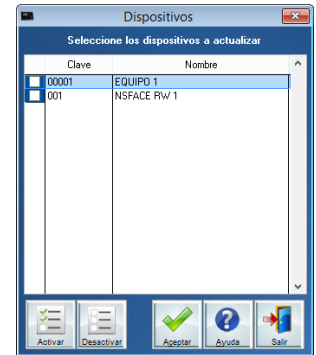 Dispositivos
Seleccione los dispositivos a actualizar
Clave Nombre
00001 EQUIPO 1
001 NSFACE RW 1
Activar Desactivar Aceptar Ayuda Salir